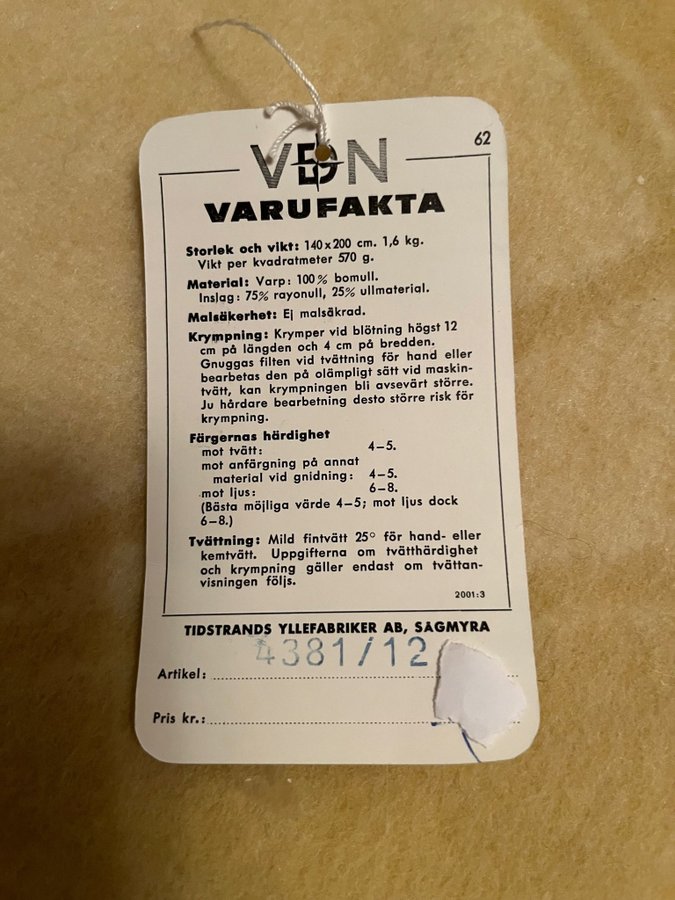 62
VDN
VARUFAKTA
Storlek och vikt: 140x200 cm. 1,6 kg.
Vikt per kvadratmeter 570 g.
Material: Varp: 100% bomull.
Inslag: 75% rayonull, 25% ullmaterial.
Malsäkerhet: Ej malsäkrad.
Krympning: Krymper vid blötning högst 12
cm på längden och 4 cm på bredden.
Gnuggas filten vid tvättning för hand eller
bearbetas den på olämpligt sätt vid maskin-
tvätt, kan krympningen bli avsevärt större.
Ju hårdare bearbetning desto större risk för
krympning.
Färgernas härdighet
mot tvätt: 4–5.
mot anfärgning på annat
material vid gnidning: 4–5.
mot ljus: 6–8.
(Bästa möjliga värde 4–5; mot ljus dock
6–8.)
Tvättning: Mild fintvätt 25° för hand- eller
kemtvätt. Uppgifterna om tvätthärdighet
och krympning gäller endast om tvättan-
visningen följs.
2001:3
TIDSTRANDS YLLEFABRIKER AB, SÅGMYRA
4381/12
Artikel:
Pris kr.: